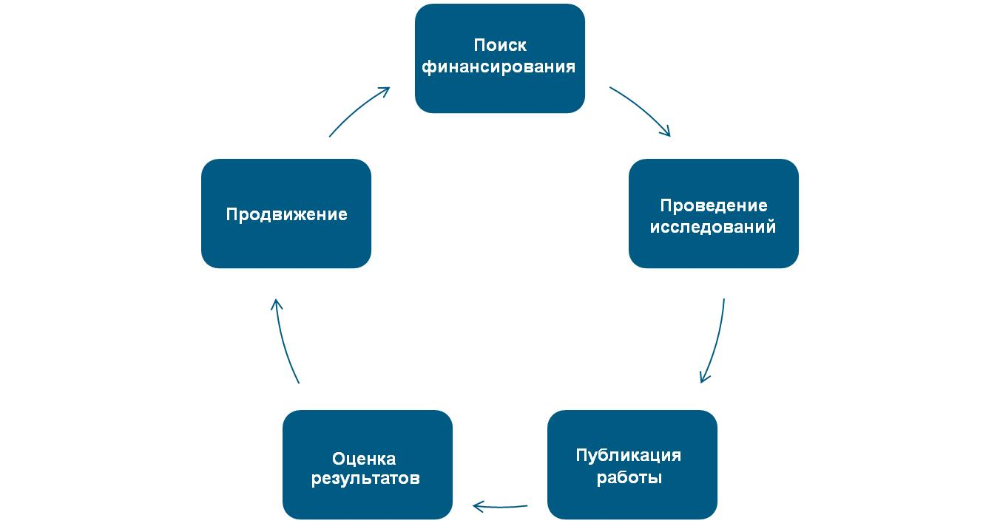 Поиск
финансирования
Проведение
исследований
Публикация
работы
Оценка
результатов
Продвижение